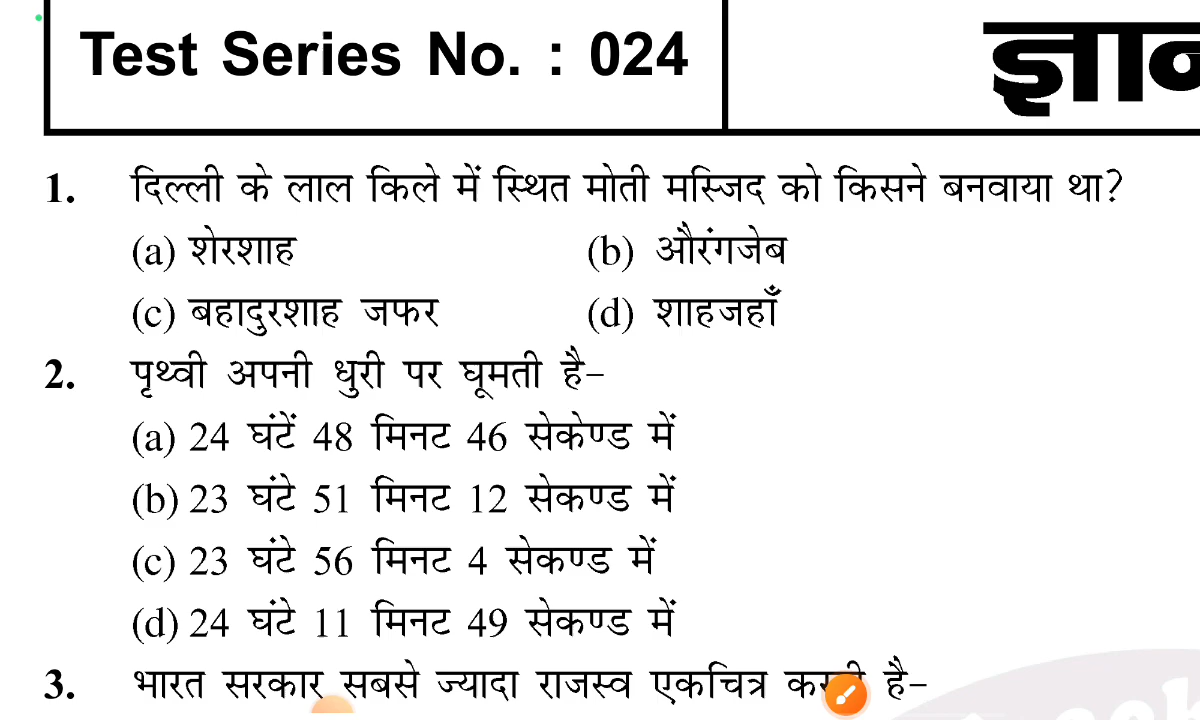 Test Series No. : 024
1. दिल्ली के लाल किले में स्थित मोती मस्जिद को किसने बनवाया था?
(a) शेरशाह (b) औरंगजेब
(c) बहादुरशाह जफर (d) शाहजहाँ
2. पृथ्वी अपनी धुरी पर घूमती है-
(a) 24 घंटें 48 मिनट 46 सेकेण्ड में
(b) 23 घंटे 51 मिनट 12 सेकण्ड में
(c) 23 घंटे 56 मिनट 4 सेकण्ड में
(d) 24 घंटे 11 मिनट 49 सेकण्ड में
3. भारत सरकार सबसे ज्यादा राजस्व एकचित्र करती है-